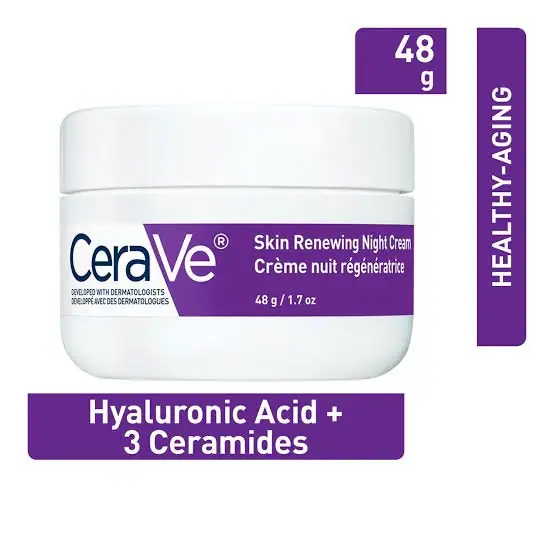 48
g
HEALTHY-AGING
CeraVe®
DEVELOPED WITH DERMATOLOGISTS
DÉVELOPPÉ AVEC DES DERMATOLOGUES
Skin Renewing Night Cream
Crème nuit régénératrice
48 g / 1.7 oz
Hyaluronic Acid +
3 Ceramides